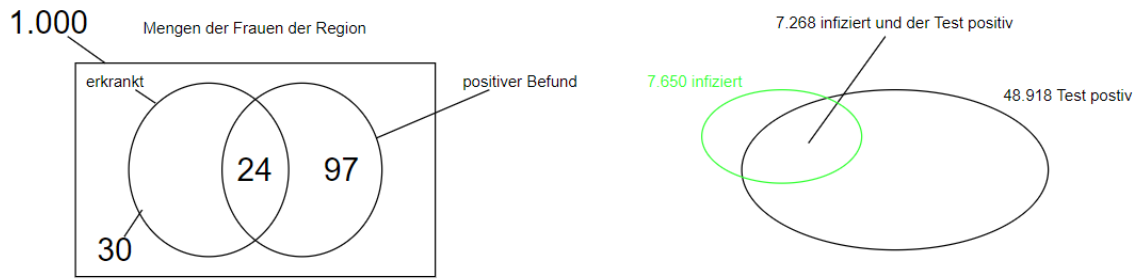 1.000
Mengen der Frauen der Region
erkrankt
positiver Befund
24
97
30
7.268 infiziert und der Test positiv
7.650 infiziert
48.918 Test postiv